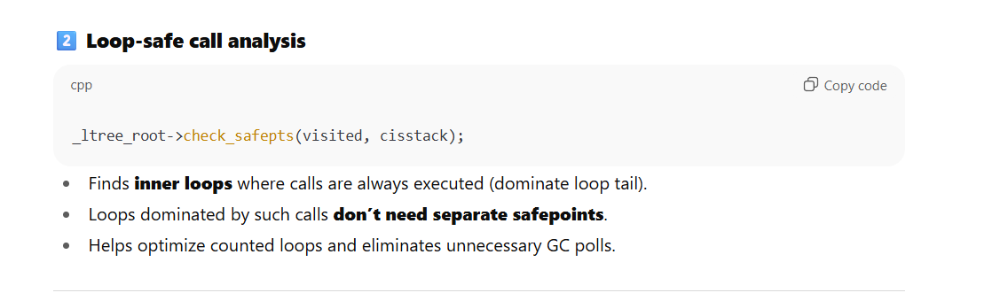 2 Loop-safe call analysis
cpp
Copy code
_ltree_root->check_safepts(visited, cisstack);
• Finds inner loops where calls are always executed (dominate loop tail).
• Loops dominated by such calls don’t need separate safepoints.
• Helps optimize counted loops and eliminates unnecessary GC polls.